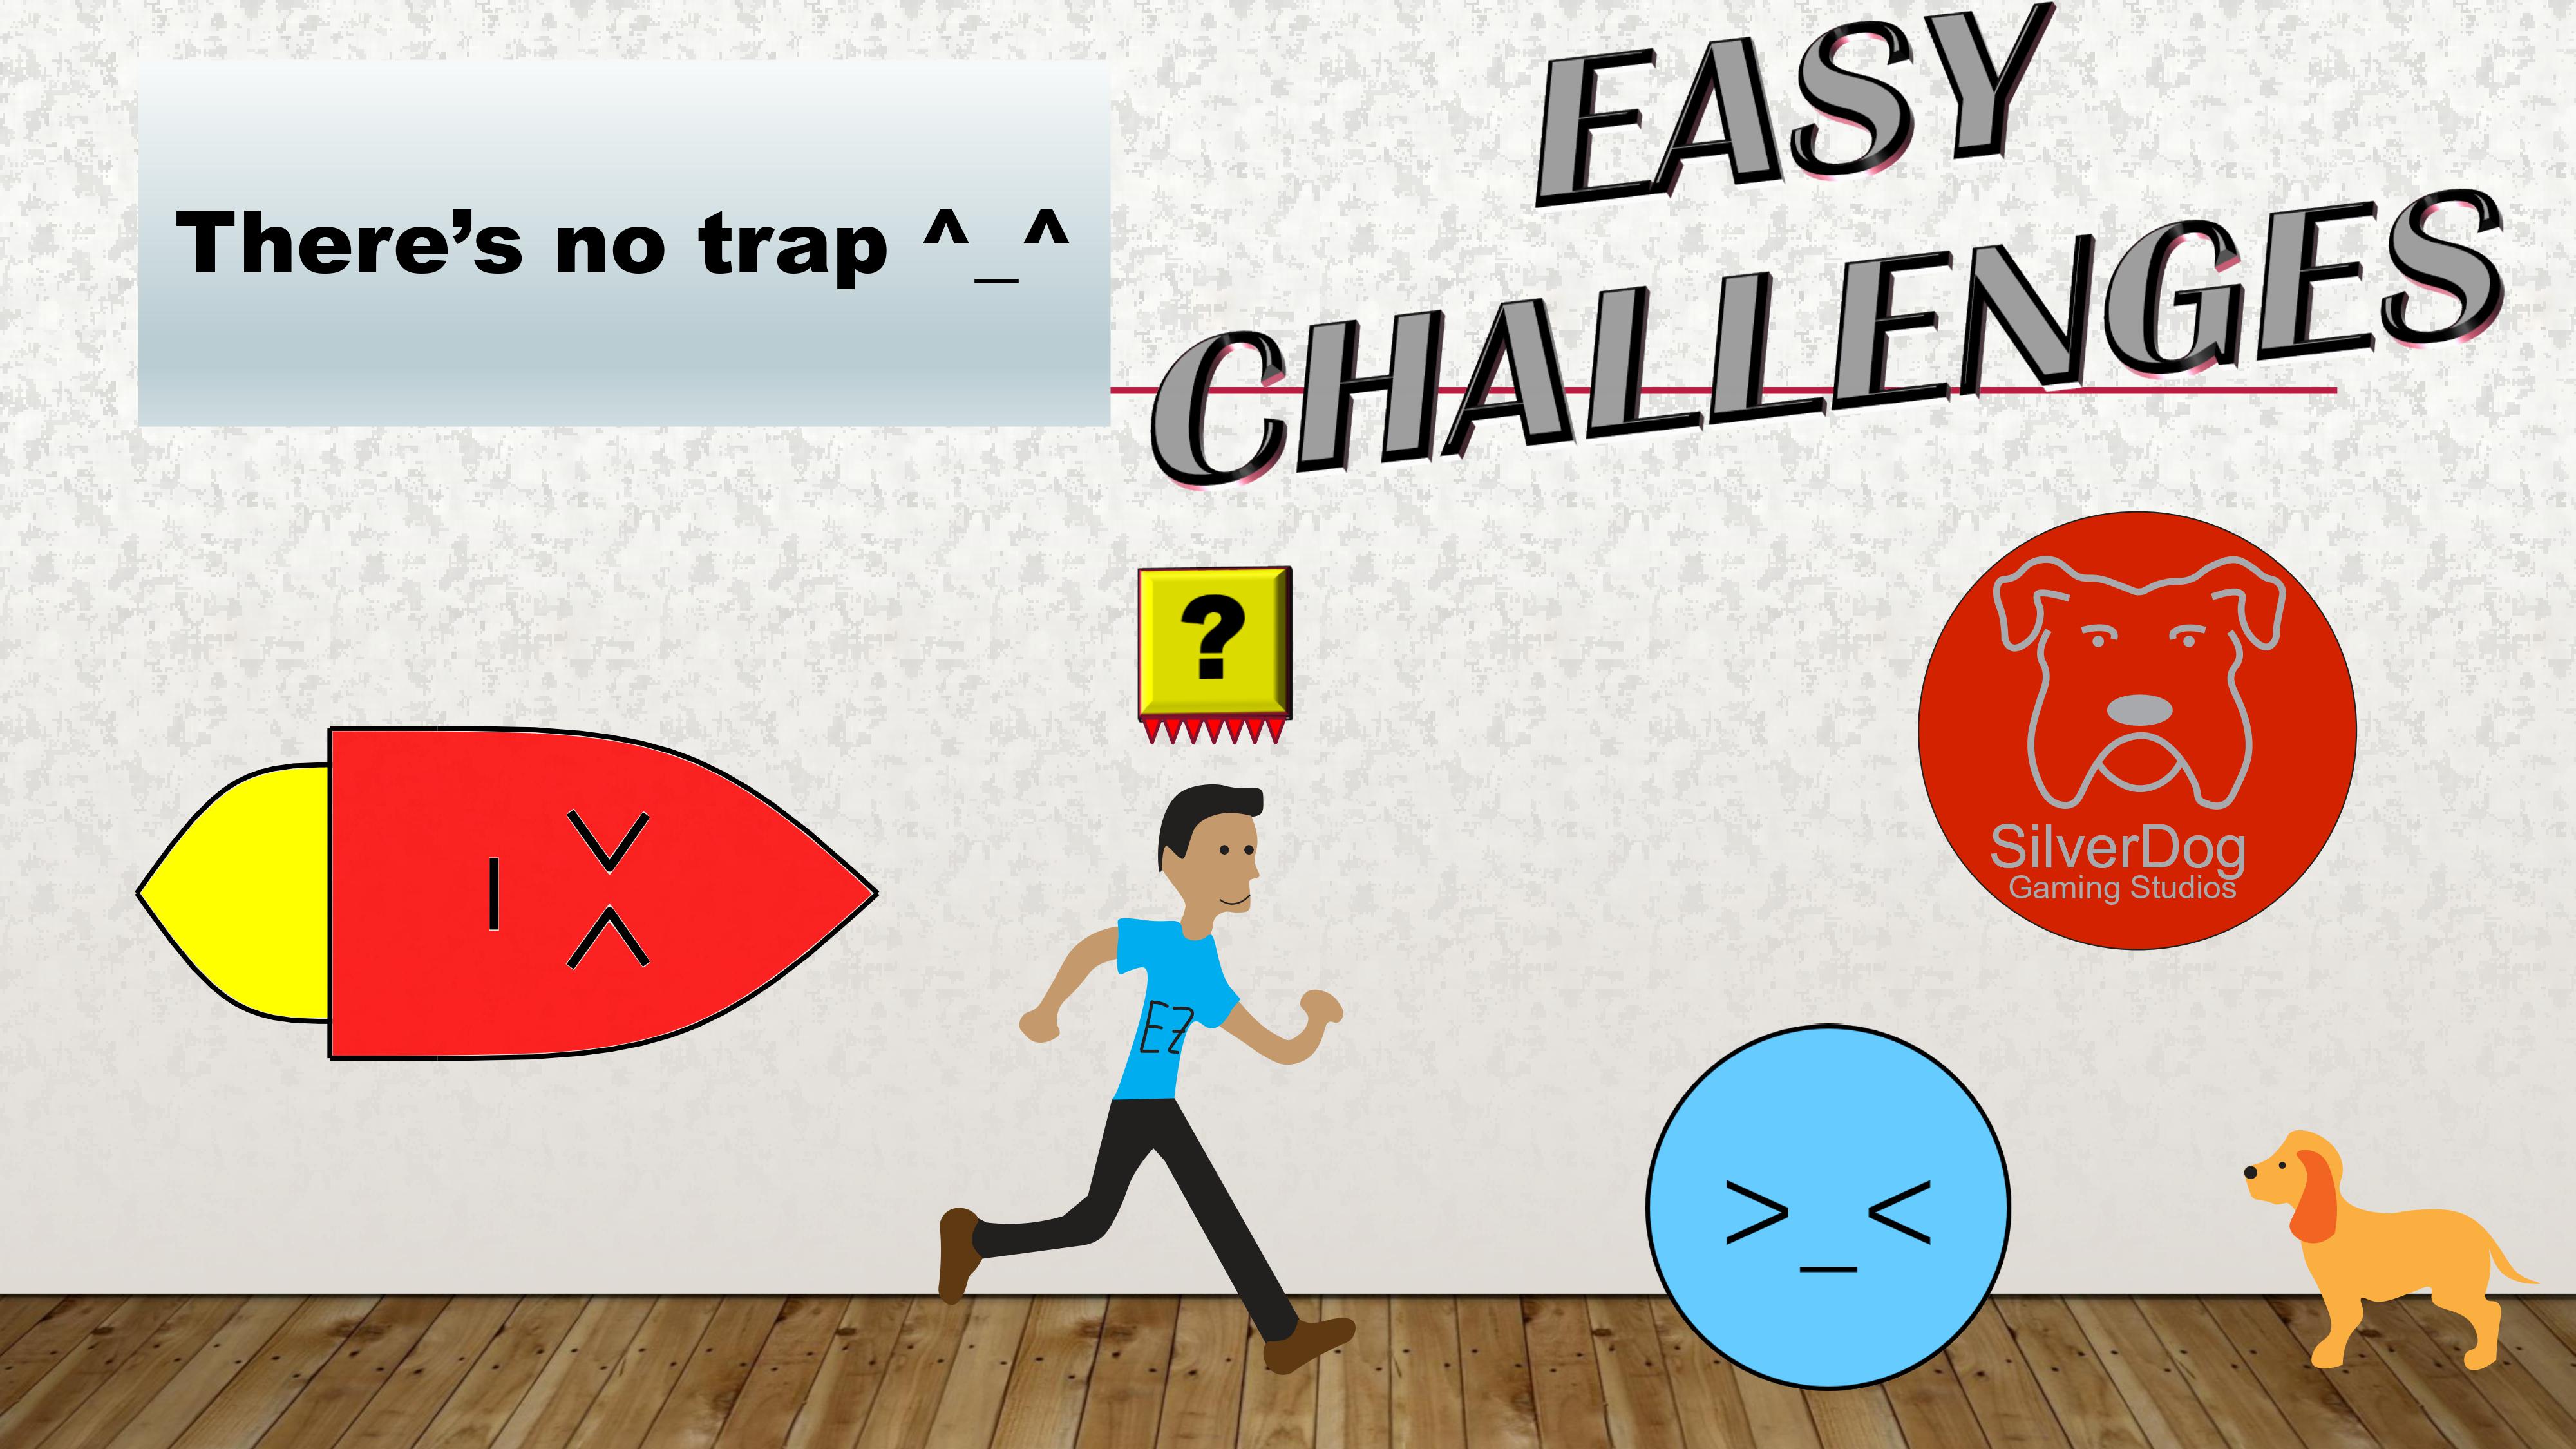 There’s no trap ^_^
EASY
CHALLENGES
?
SilverDog
Gaming Studios
EZ
>_<